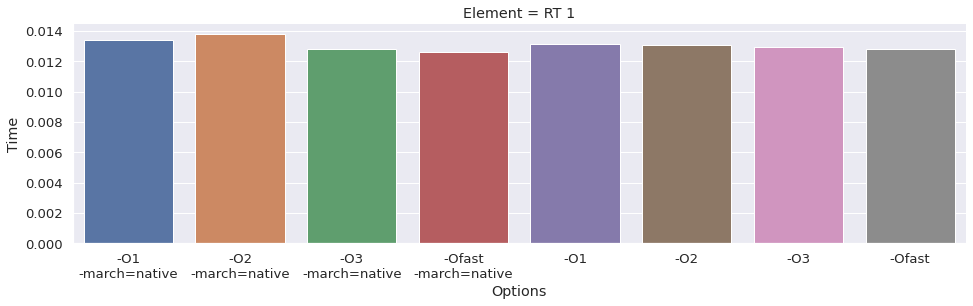 Element = RT 1
0.014
0.012
0.010
0.008
0.006
0.004
0.002
0.000
Time
-O1
-march=native
-O2
-march=native
-O3
-march=native
-Ofast
-march=native
-O1
-O2
-O3
-Ofast
Options